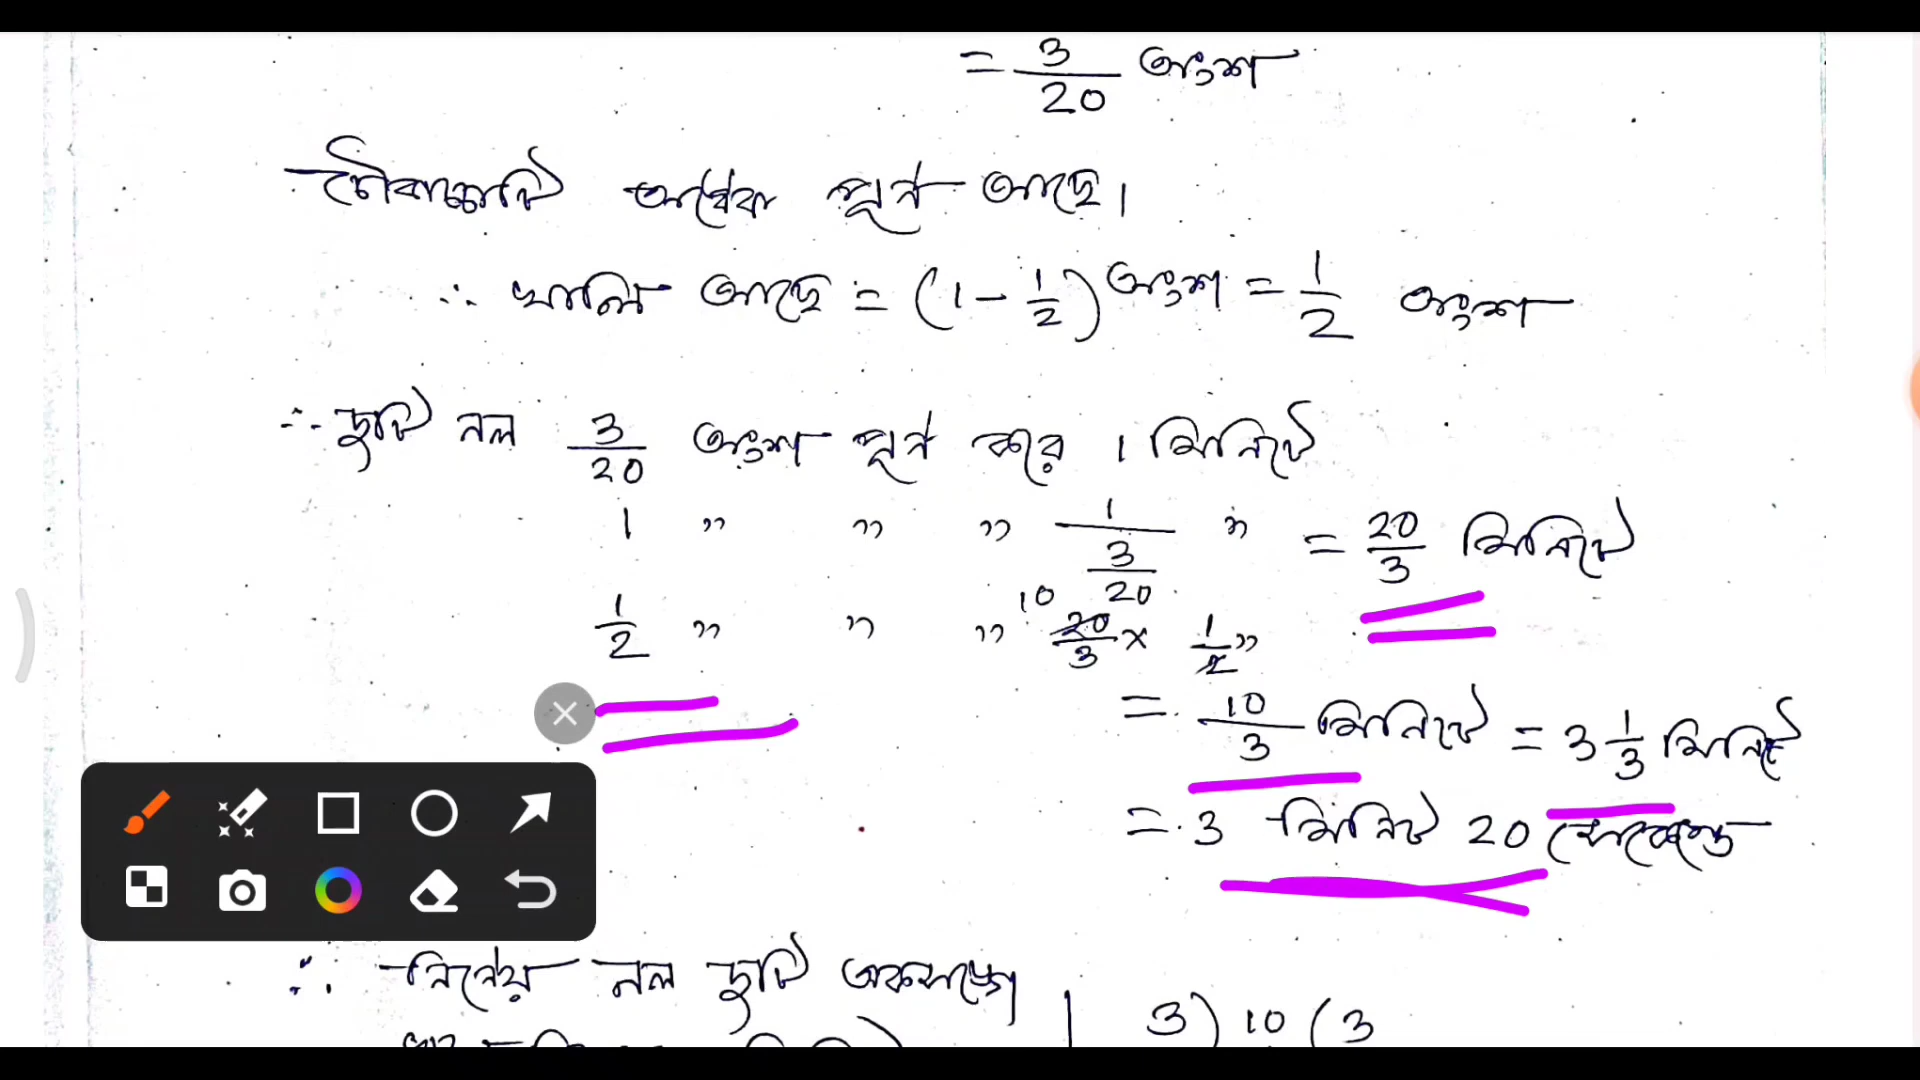 = 3/20 অংশ
চৌবাচ্চাটি অর্ধেক পূর্ন আছে।
∴ খালি আছে = (1 - 1/2) অংশ = 1/2 অংশ
∴ দুটি নল 3/20 অংশ পূর্ন করে 1 মিনিটে
1 " " " 1/(3/20) " = 20/3 মিনিটে
1/2 " " " 10 20/3 × 1/2 "
= 10/3 মিনিটে = 3 1/3 মিনিটে
= 3 মিনিট 20 সেকেন্ডে
∴ নির্নেয় নল দুটি একসঙ্গে
3) 10 (3